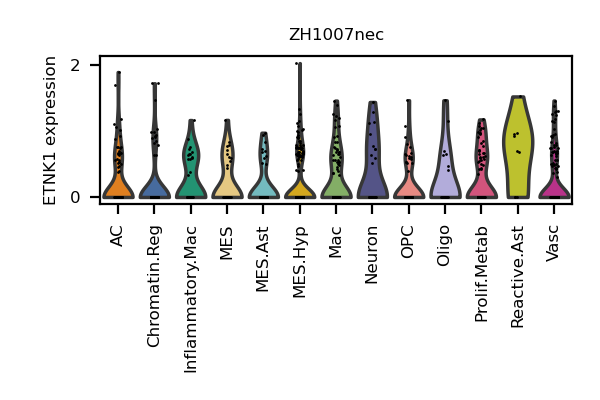 ZH1007nec
ETNK1 expression
2
0
AC
Chromatin.Reg
Inflammatory.Mac
MES
MES.Ast
MES.Hyp
Mac
Neuron
OPC
Oligo
Prolif.Metab
Reactive.Ast
Vasc